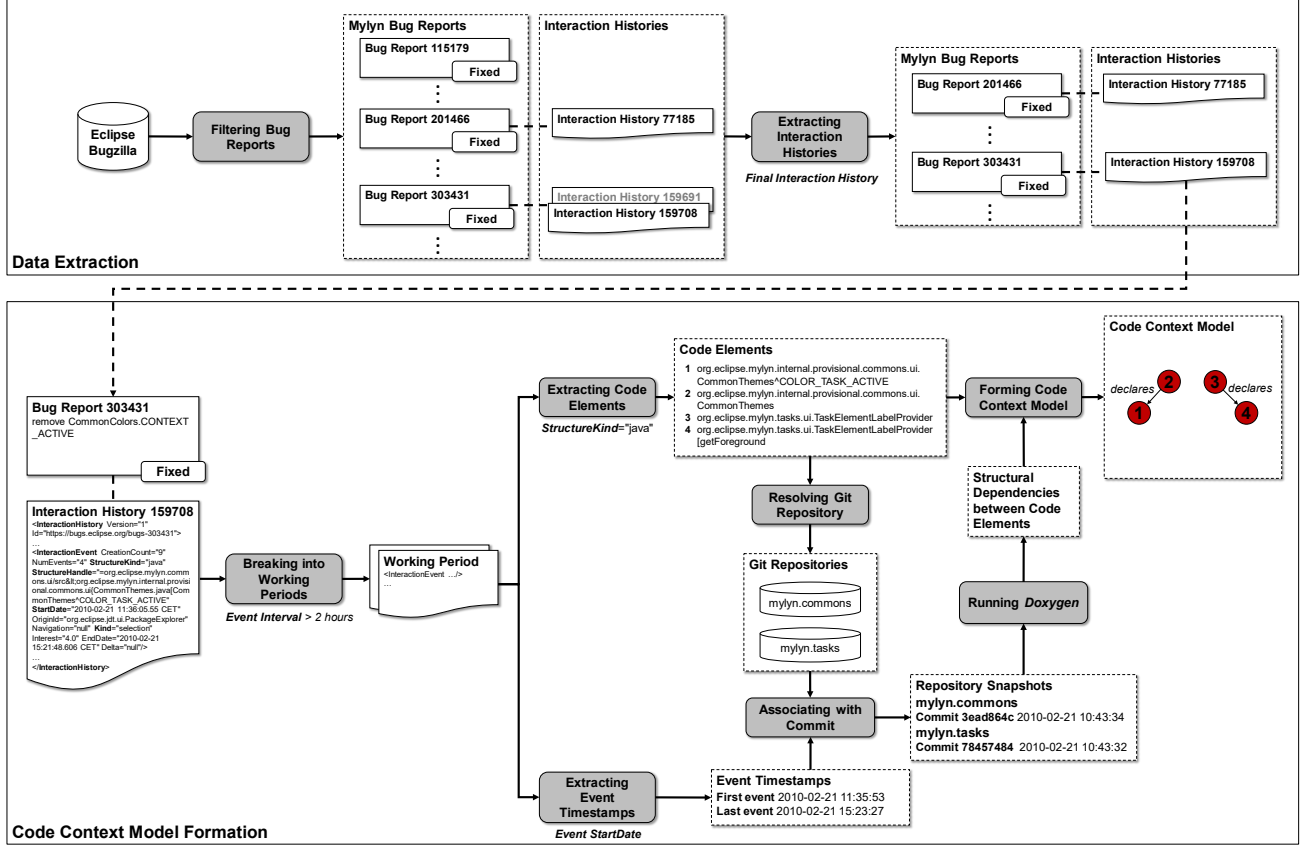 Mylyn Bug Reports
Bug Report 115179
Fixed
Bug Report 201466
Fixed
Bug Report 303431
Fixed
Interaction Histories
Interaction History 77185
Interaction History 159691
Interaction History 159708
Eclipse
Bugzilla
Filtering Bug
Reports
Extracting
Interaction
Histories
Final Interaction History
Mylyn Bug Reports
Bug Report 201466
Fixed
Bug Report 303431
Fixed
Interaction Histories
Interaction History 77185
Interaction History 159708
Data Extraction
Bug Report 303431
remove CommonColors.CONTEXT
_ACTIVE
Fixed
Interaction History 159708
<InteractionHistory Version="1"
Id="https://bugs.eclipse.org/bugs-303431">
...
<InteractionEvent CreationCount="9"
NumEvents="4" StructureKind="java"
StructureHandle="=org.eclipse.mylyn.comm
ons.ui/src&lt;org.eclipse.mylyn.internal.provisi
onal.commons.ui{CommonThemes.java[Com
monThemes^COLOR_TASK_ACTIVE"
StartDate="2010-02-21 11:36:05.55 CET"
OriginId="org.eclipse.jdt.ui.PackageExplorer"
Navigation="null" Kind="selection"
Interest="4.0" EndDate="2010-02-21
15:21:48.606 CET" Delta="null"/>
...
</InteractionHistory>
Breaking into
Working
Periods
Event Interval > 2 hours
Working Period
<InteractionEvent .../>
...
Extracting Code
Elements
StructureKind="java"
Code Elements
1 org.eclipse.mylyn.internal.provisional.commons.ui.
CommonThemes^COLOR_TASK_ACTIVE
2 org.eclipse.mylyn.internal.provisional.commons.ui.
CommonThemes
3 org.eclipse.mylyn.tasks.ui.TaskElementLabelProvider
4 org.eclipse.mylyn.tasks.ui.TaskElementLabelProvider
[getForeground
Forming Code
Context Model
Code Context Model
declares
2
1
3
declares
4
Resolving Git
Repository
Git Repositories
mylyn.commons
mylyn.tasks
Structural
Dependencies
between Code
Elements
Running Doxygen
Associating with
Commit
Repository Snapshots
mylyn.commons
Commit 3ead864c 2010-02-21 10:43:34
mylyn.tasks
Commit 78457484 2010-02-21 10:43:32
Extracting
Event
Timestamps
Event StartDate
Event Timestamps
First event 2010-02-21 11:35:53
Last event 2010-02-21 15:23:27
Code Context Model Formation